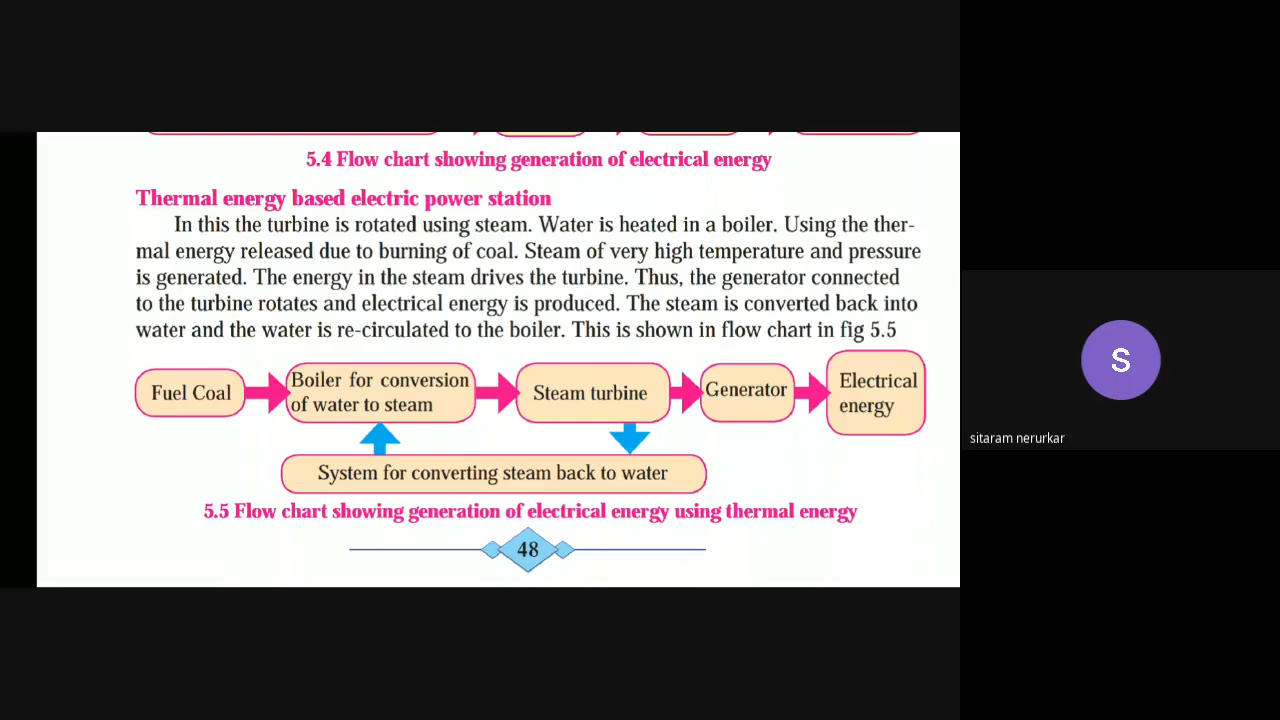 5.4 Flow chart showing generation of electrical energy
Thermal energy based electric power station
In this the turbine is rotated using steam. Water is heated in a boiler. Using the ther-
mal energy released due to burning of coal. Steam of very high temperature and pressure
is generated. The energy in the steam drives the turbine. Thus, the generator connected
to the turbine rotates and electrical energy is produced. The steam is converted back into
water and the water is re-circulated to the boiler. This is shown in flow chart in fig 5.5
Fuel Coal
Boiler for conversion
of water to steam
Steam turbine
Generator
Electrical
energy
System for converting steam back to water
5.5 Flow chart showing generation of electrical energy using thermal energy
48
S
sitaram nerurkar